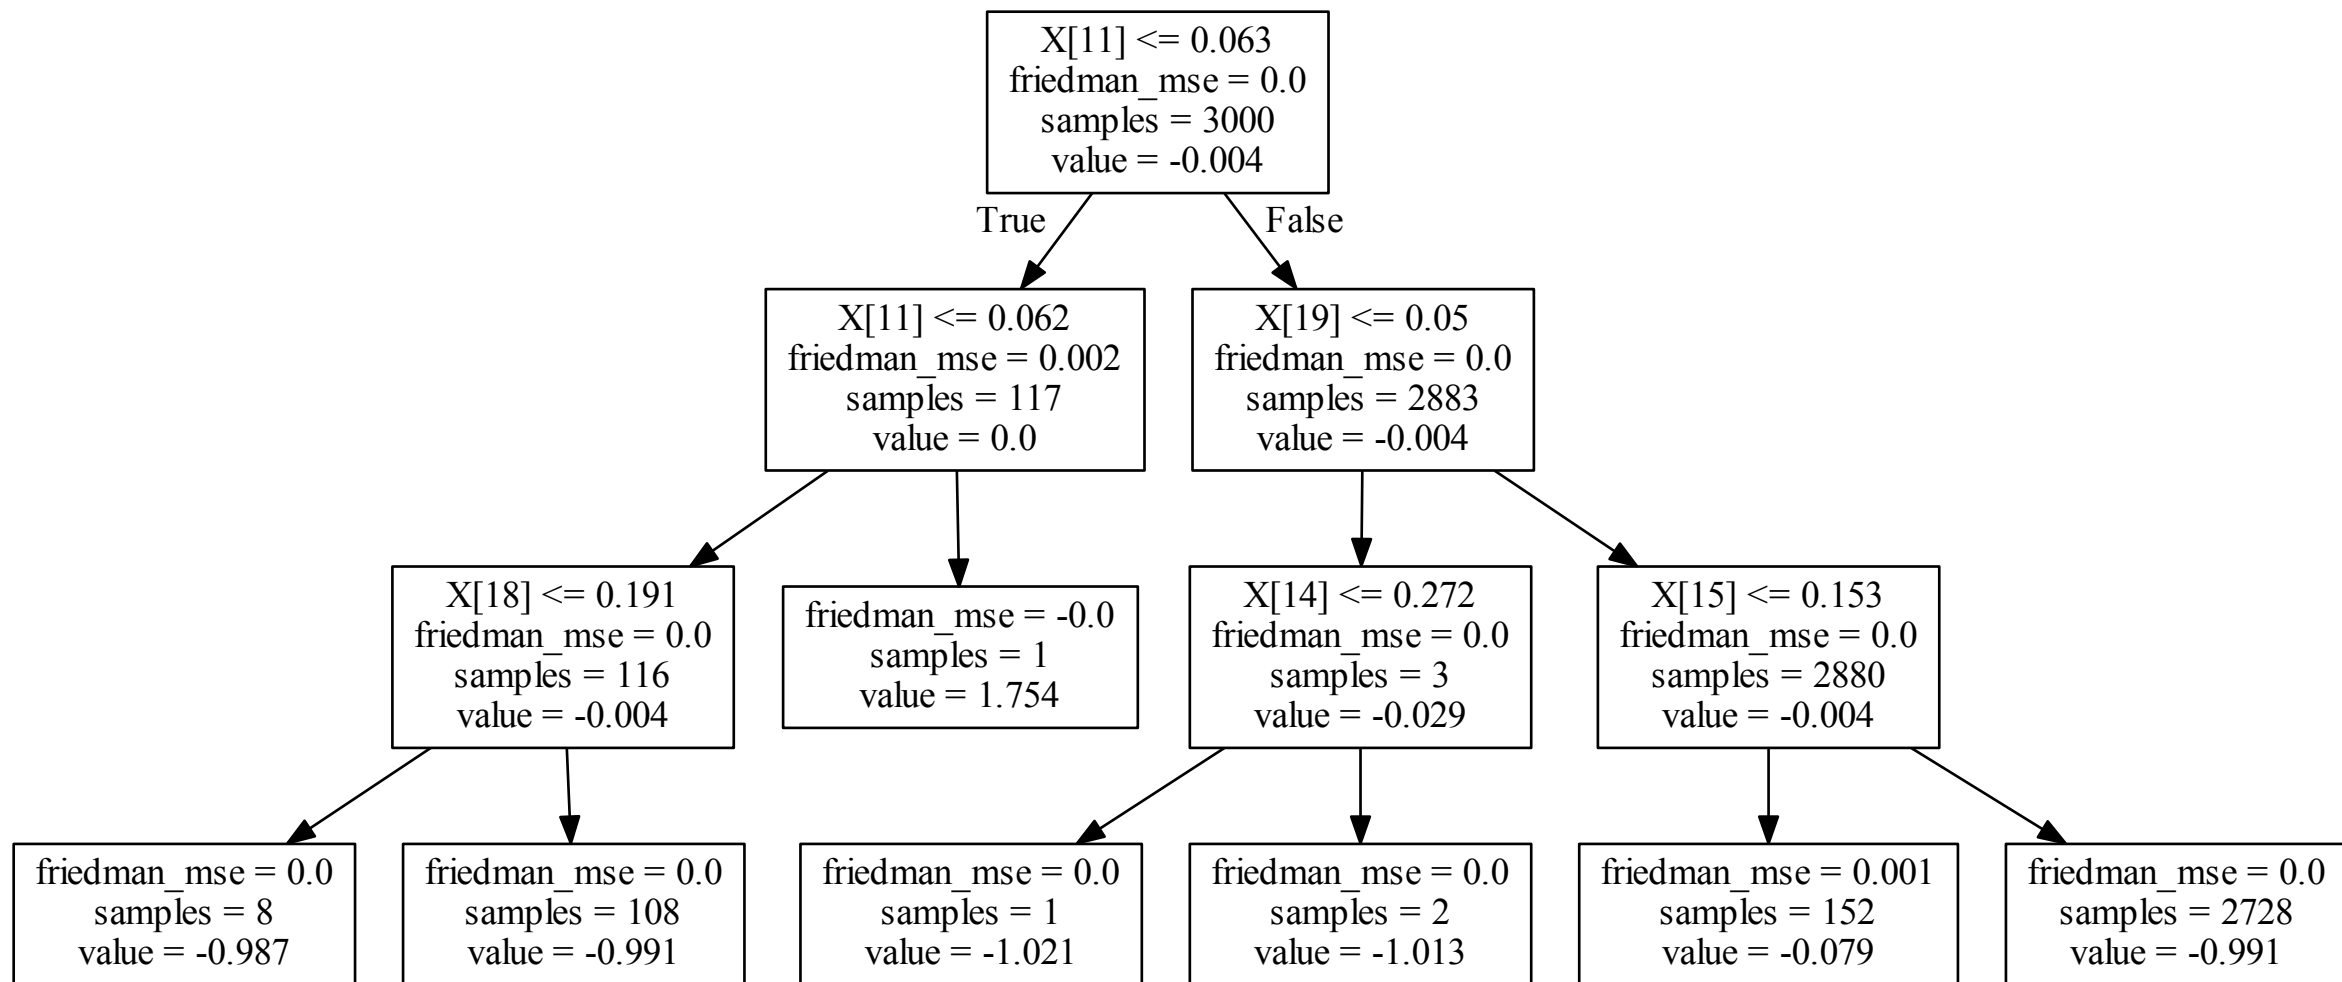 X[11] <= 0.063
friedman_mse = 0.0
samples = 3000
value = -0.004
True
False
X[11] <= 0.062
friedman_mse = 0.002
samples = 117
value = 0.0
X[19] <= 0.05
friedman_mse = 0.0
samples = 2883
value = -0.004
X[18] <= 0.191
friedman_mse = 0.0
samples = 116
value = -0.004
friedman_mse = -0.0
samples = 1
value = 1.754
X[14] <= 0.272
friedman_mse = 0.0
samples = 3
value = -0.029
X[15] <= 0.153
friedman_mse = 0.0
samples = 2880
value = -0.004
friedman_mse = 0.0
samples = 8
value = -0.987
friedman_mse = 0.0
samples = 108
value = -0.991
friedman_mse = 0.0
samples = 1
value = -1.021
friedman_mse = 0.0
samples = 2
value = -1.013
friedman_mse = 0.001
samples = 152
value = -0.079
friedman_mse = 0.0
samples = 2728
value = -0.991